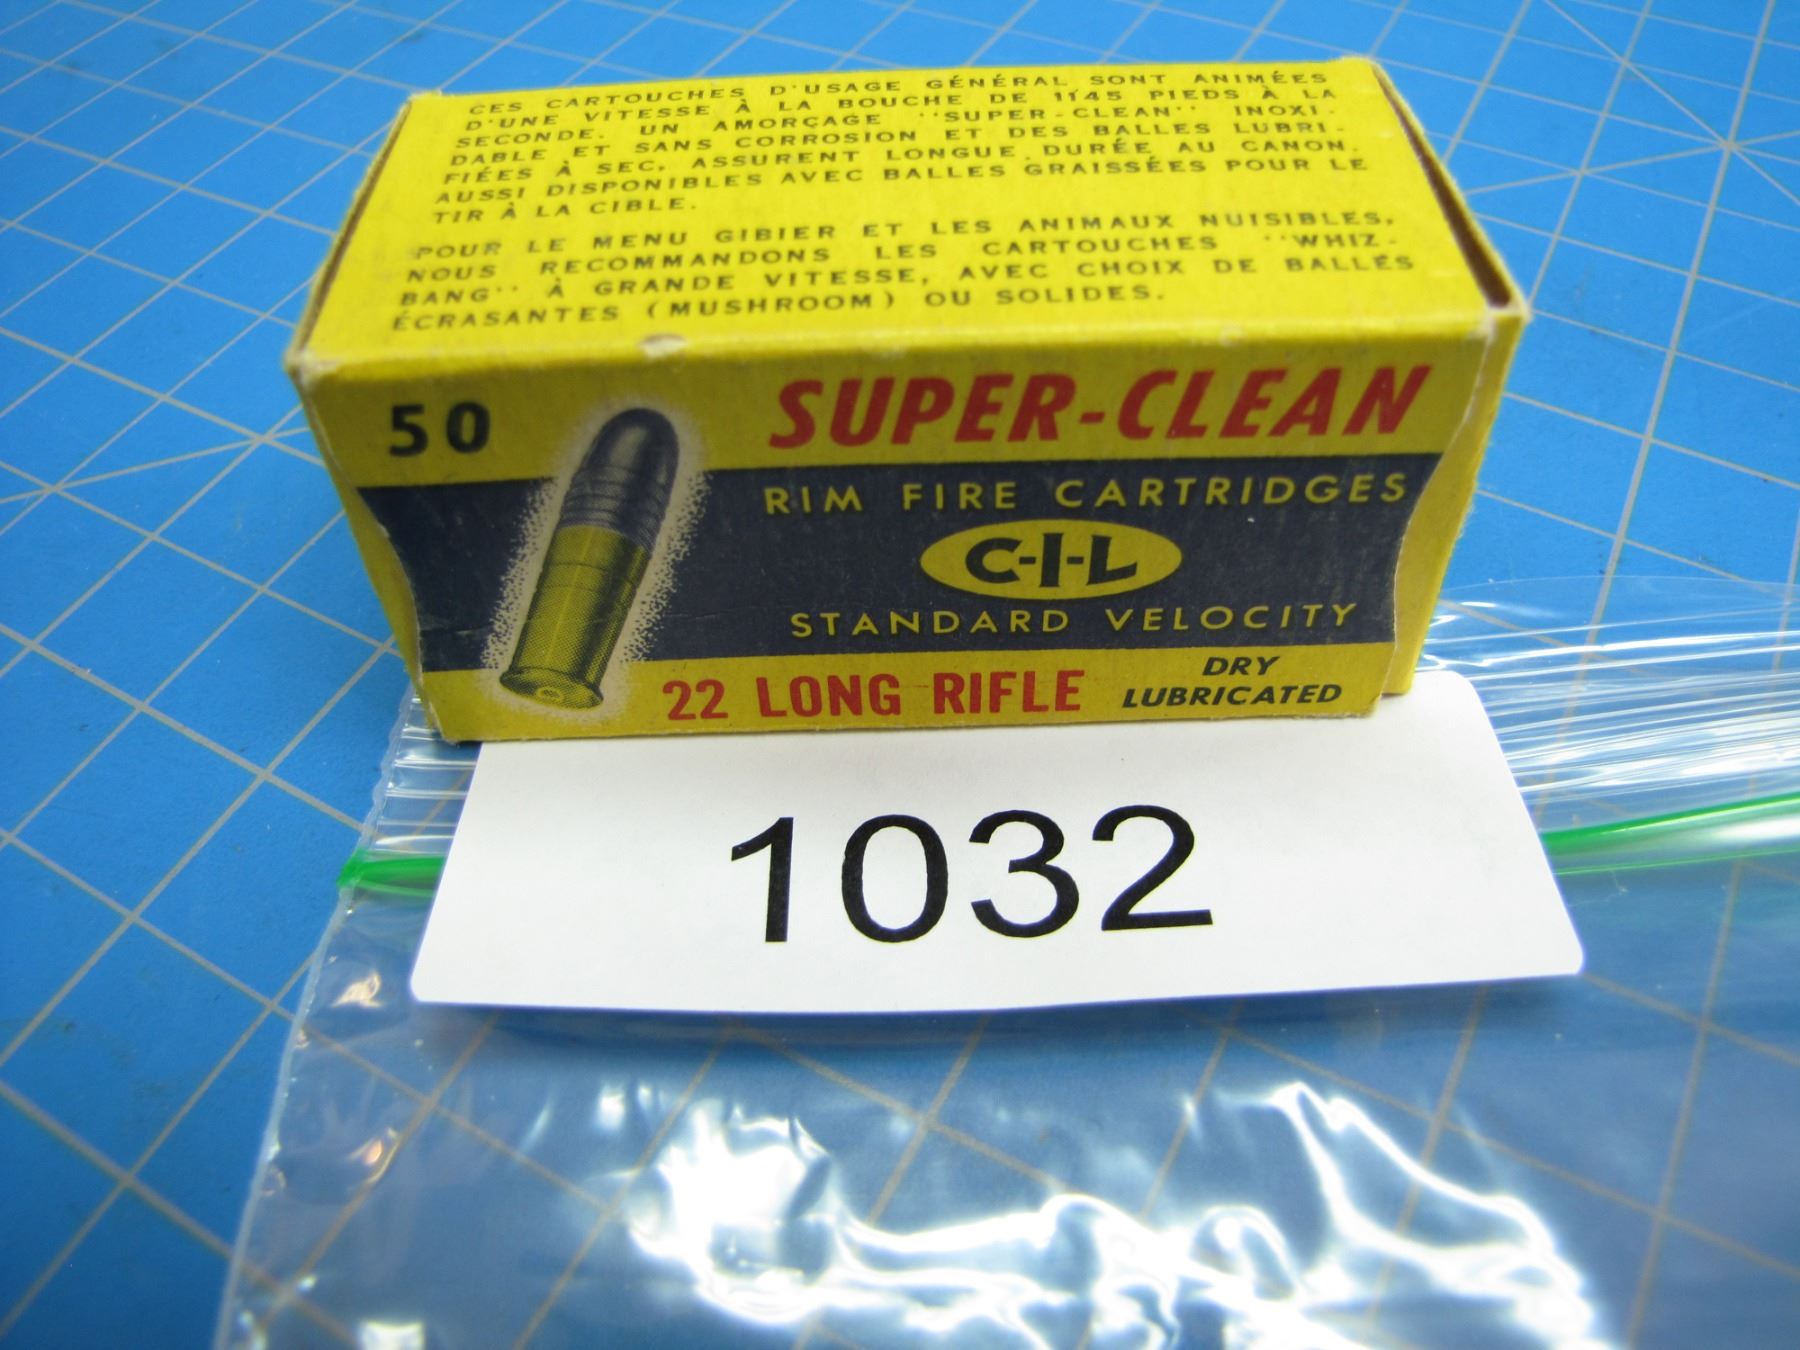 CES CARTOUCHES D'USAGE GÉNÉRAL SONT ANIMÉES
D'UNE VITESSE À LA BOUCHE DE 1145 PIEDS À LA
SECONDE. UN AMORÇAGE "SUPER-CLEAN" INOXI-
DABLE ET SANS CORROSION ET DES BALLES LUBRI-
FIÉES À SEC, ASSURENT LONGUE DURÉE AU CANON.
AUSSI DISPONIBLES AVEC BALLES GRAISSÉES POUR LE
TIR À LA CIBLE.
POUR LE MENU GIBIER ET LES ANIMAUX NUISIBLES,
NOUS RECOMMANDONS LES CARTOUCHES "WHIZ-
BANG" À GRANDE VITESSE, AVEC CHOIX DE BALLES
ÉCRASANTES (MUSHROOM) OU SOLIDES.
50
SUPER-CLEAN
RIM FIRE CARTRIDGES
C-I-L
STANDARD VELOCITY
22 LONG RIFLE
DRY
LUBRICATED
1032